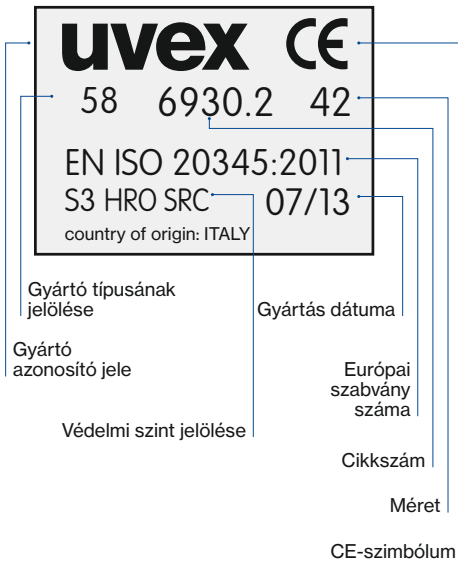 uvex CE
58 6930.2 42
EN ISO 20345:2011
S3 HRO SRC 07/13
country of origin: ITALY
Gyártó típusának
jelölése
Gyártás dátuma
Gyártó
azonosító jele
Európai
szabvány
száma
Védelmi szint jelölése
Cikkszám
Méret
CE-szimbólum